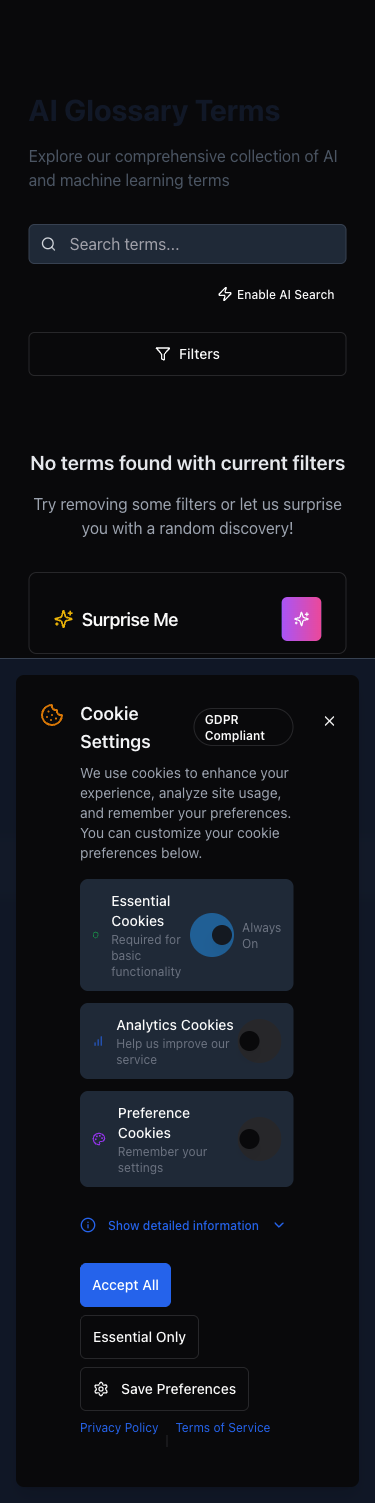 AI Glossary Terms
Explore our comprehensive collection of AI
and machine learning terms
Search terms...
Enable AI Search
Filters
No terms found with current filters
Try removing some filters or let us surprise
you with a random discovery!
Surprise Me
Cookie
Settings
GDPR
Compliant
We use cookies to enhance your
experience, analyze site usage,
and remember your preferences.
You can customize your cookie
preferences below.
Essential
Cookies
Required for
basic
functionality
Always
On
Analytics Cookies
Help us improve our
service
Preference
Cookies
Remember your
settings
Show detailed information
Accept All
Essential Only
Save Preferences
Privacy Policy | Terms of Service